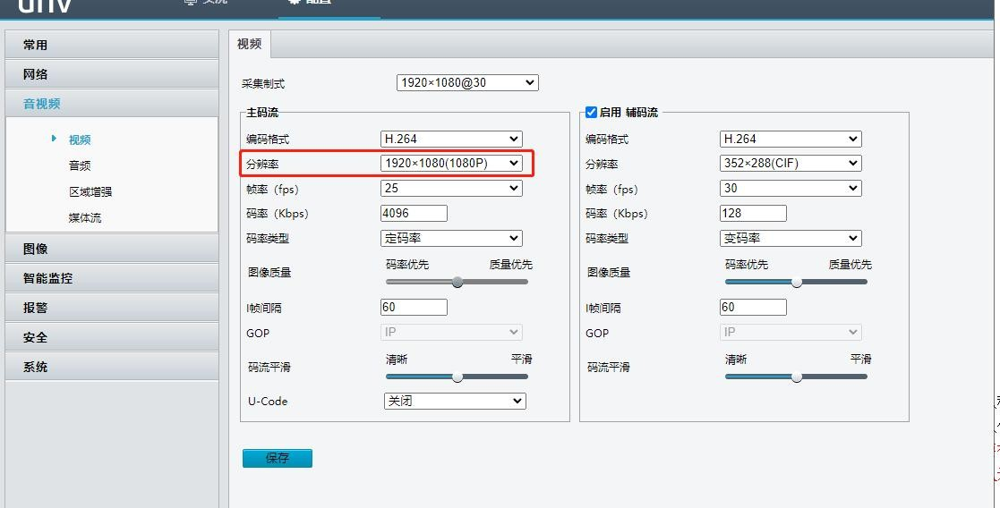 常用
网络
音视频
视频
音频
区域增强
媒体流
图像
智能监控
报警
安全
系统
视频
采集制式 1920×1080@30
主码流
编码格式 H.264
分辨率 1920×1080(1080P)
帧率（fps） 25
码率（Kbps） 4096
码率类型 定码率
码率优先 质量优先
图像质量
I帧间隔 60
GOP IP
清晰 平滑
码流平滑
U-Code 关闭
启用 辅码流
编码格式 H.264
分辨率 352×288(CIF)
帧率（fps） 30
码率（Kbps） 128
码率类型 变码率
码率优先 质量优先
图像质量
I帧间隔 60
GOP IP
清晰 平滑
码流平滑
保存